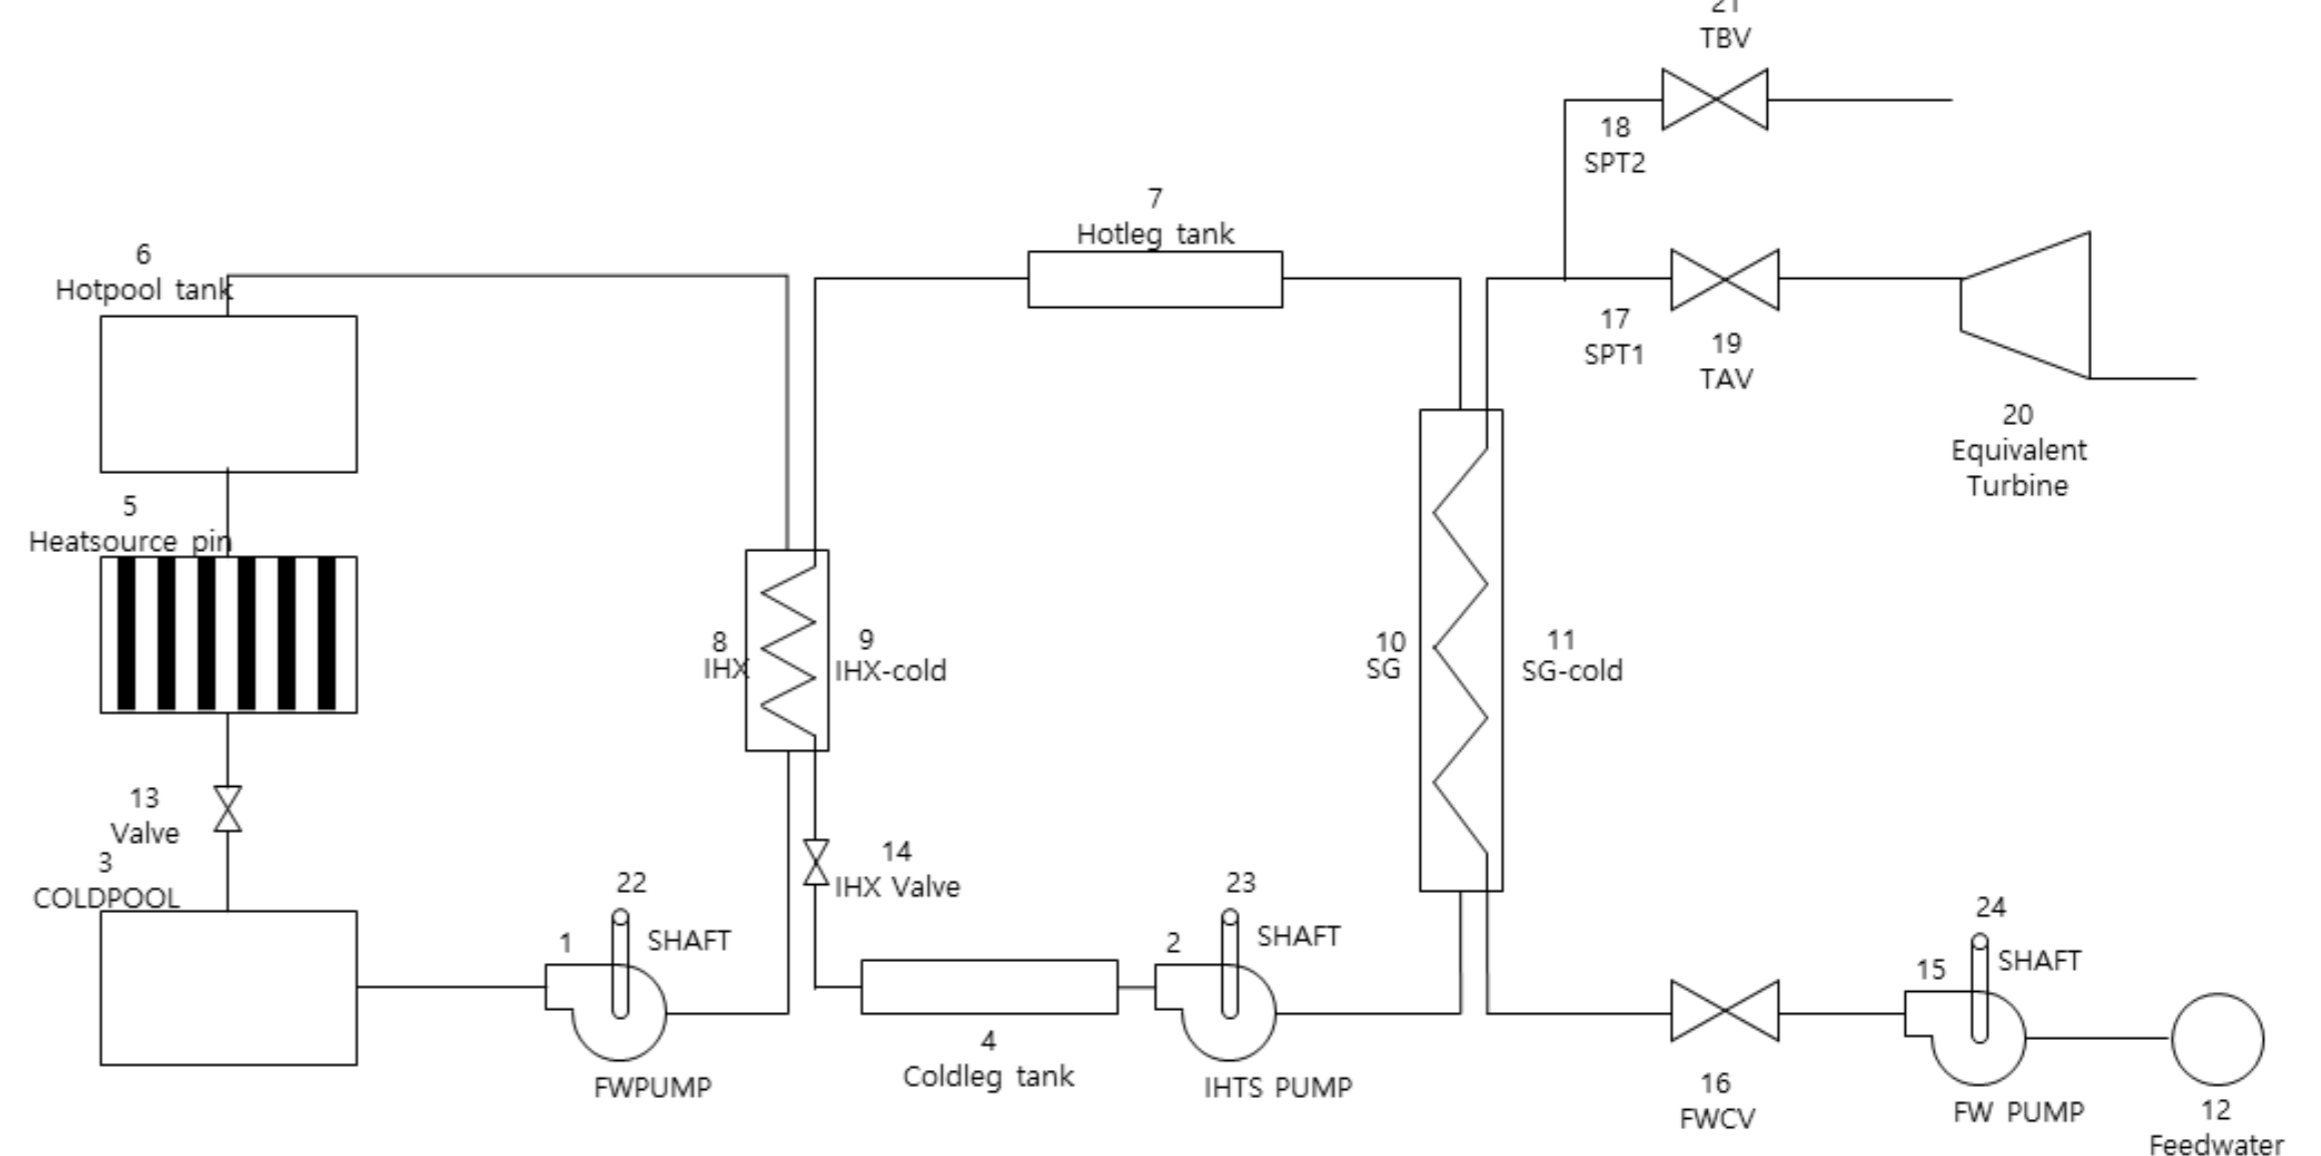 21
TBV
18
SPT2
7
Hotleg tank
6
Hotpool tank
17
SPT1
19
TAV
20
Equivalent
Turbine
5
Heatsource pin
8
IHX
9
IHX-cold
10
SG
11
SG-cold
13
Valve
3
COLDPOOL
22
SHAFT
1
FWPUMP
14
IHX Valve
4
Coldleg tank
23
SHAFT
2
IHTS PUMP
24
SHAFT
15
FW PUMP
16
FWCV
12
Feedwater